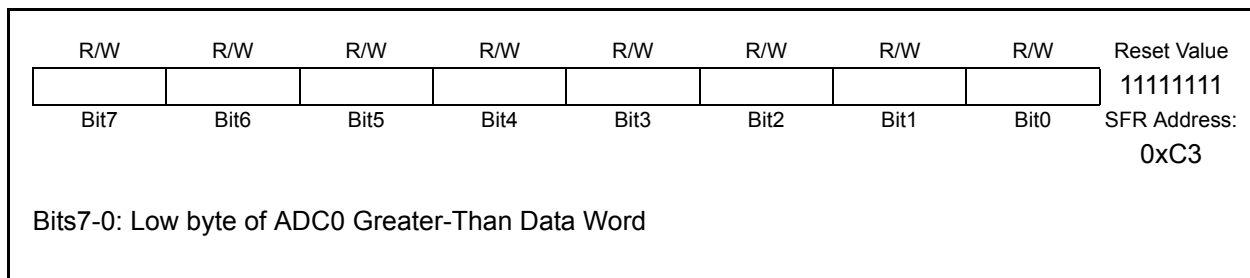 R/W R/W R/W R/W R/W R/W R/W R/W Reset Value
11111111
Bit7 Bit6 Bit5 Bit4 Bit3 Bit2 Bit1 Bit0 SFR Address:
0xC3
Bits7-0: Low byte of ADC0 Greater-Than Data Word